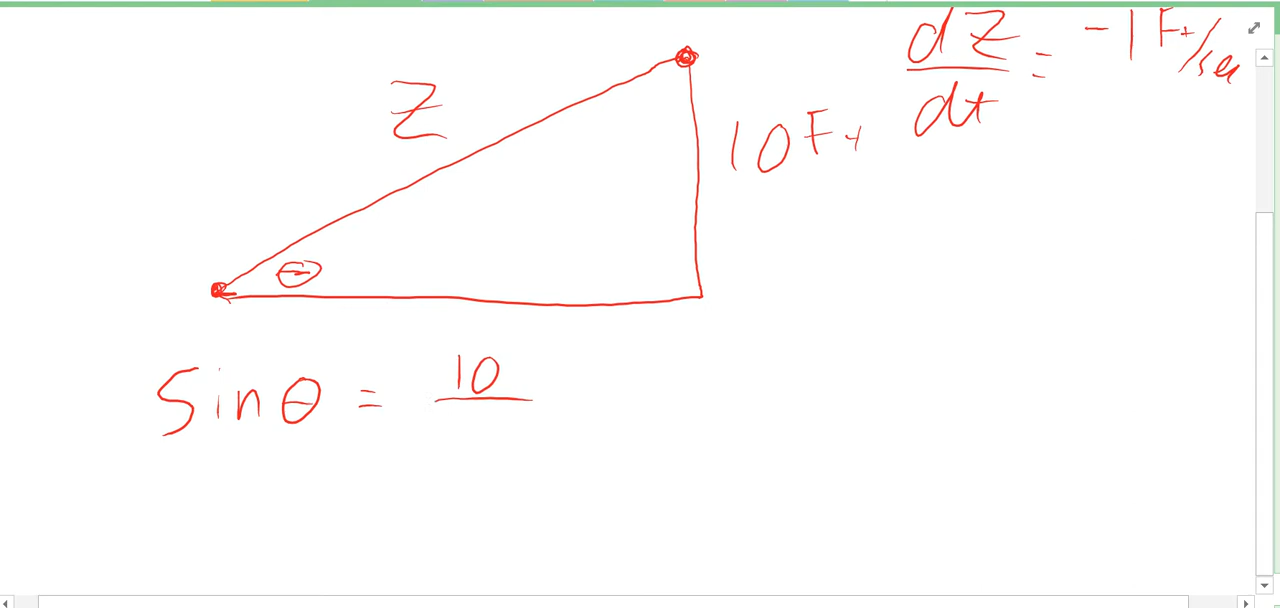 dZ/dt = -1 Ft/sec
Z
10 Ft
θ
Sinθ = 10